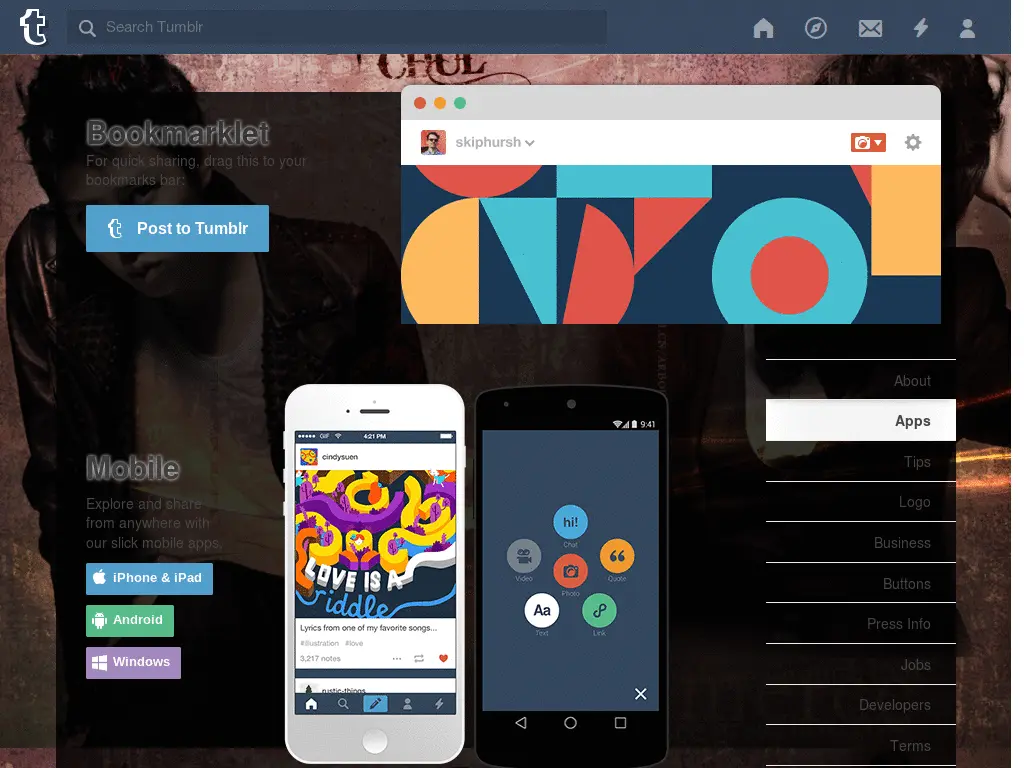 Search Tumblr
CHUL
Bookmarklet
For quick sharing, drag this to your
bookmarks bar:
Post to Tumblr
skiphursh
About
Apps
Tips
Logo
Business
Buttons
Press Info
Jobs
Developers
Terms
Mobile
Explore and share
from anywhere with
our slick mobile apps.
iPhone & iPad
Android
Windows
GIF
4:21 PM
cindysuen
LOVE IS A
riddle
Lyrics from one of my favorite songs...
#illustration #love
3,217 notes
rustic-things
9:41
hi!
Chat
Video
Quote
Photo
Aa
Text
Link